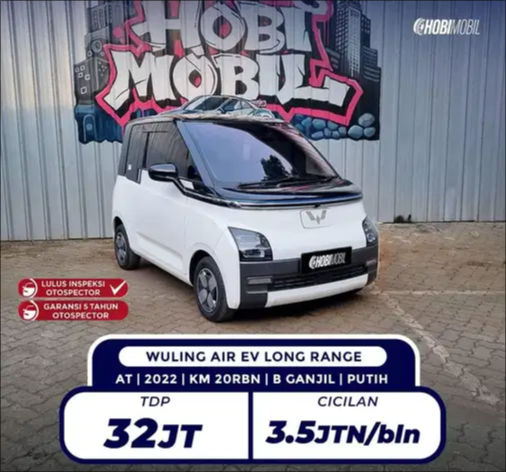 HOBIMOBIL
HOBI
MOBIL
HOBIMOBIL
LULUS INSPEKSI
OTOSPECTOR
GARANSI 5 TAHUN
OTOSPECTOR
WULING AIR EV LONG RANGE
AT | 2022 | KM 20RBN | B GANJIL | PUTIH
TDP
32JT
CICILAN
3.5JTN/bln